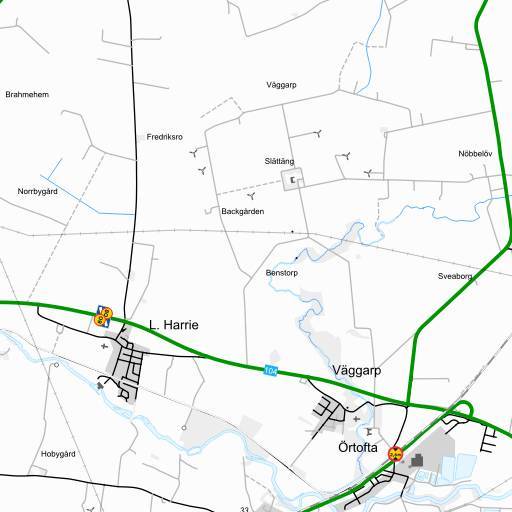 Väggarp
Brahmehem
Fredriksro
Nöbbelöv
Slättäng
Norrbygård
Backgården
Benstorp
Sveaborg
L. Harrie
104
Väggarp
Örtofta
Hobygård
33